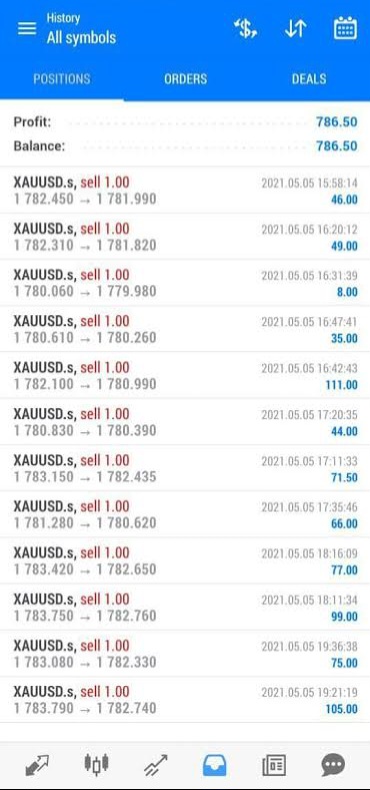 History
All symbols
POSITIONS ORDERS DEALS
Profit: 786.50
Balance: 786.50
XAUUSD.s, sell 1.00 2021.05.05 15:58:14
1 782.450 → 1 781.990 46.00
XAUUSD.s, sell 1.00 2021.05.05 16:20:12
1 782.310 → 1 781.820 49.00
XAUUSD.s, sell 1.00 2021.05.05 16:31:39
1 780.060 → 1 779.980 8.00
XAUUSD.s, sell 1.00 2021.05.05 16:47:41
1 780.610 → 1 780.260 35.00
XAUUSD.s, sell 1.00 2021.05.05 16:42:43
1 782.100 → 1 780.990 111.00
XAUUSD.s, sell 1.00 2021.05.05 17:20:35
1 780.830 → 1 780.390 44.00
XAUUSD.s, sell 1.00 2021.05.05 17:11:33
1 783.150 → 1 782.435 71.50
XAUUSD.s, sell 1.00 2021.05.05 17:35:46
1 781.280 → 1 780.620 66.00
XAUUSD.s, sell 1.00 2021.05.05 18:16:09
1 783.420 → 1 782.650 77.00
XAUUSD.s, sell 1.00 2021.05.05 18:11:34
1 783.750 → 1 782.760 99.00
XAUUSD.s, sell 1.00 2021.05.05 19:36:38
1 783.080 → 1 782.330 75.00
XAUUSD.s, sell 1.00 2021.05.05 19:21:19
1 783.790 → 1 782.740 105.00